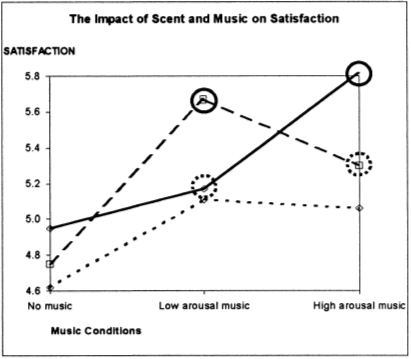 The Impact of Scent and Music on Satisfaction
SATISFACTION
5.8
5.6
5.4
5.2
5.0
4.8
4.6
No music
Low arousal music
High arousal music
Music Conditions